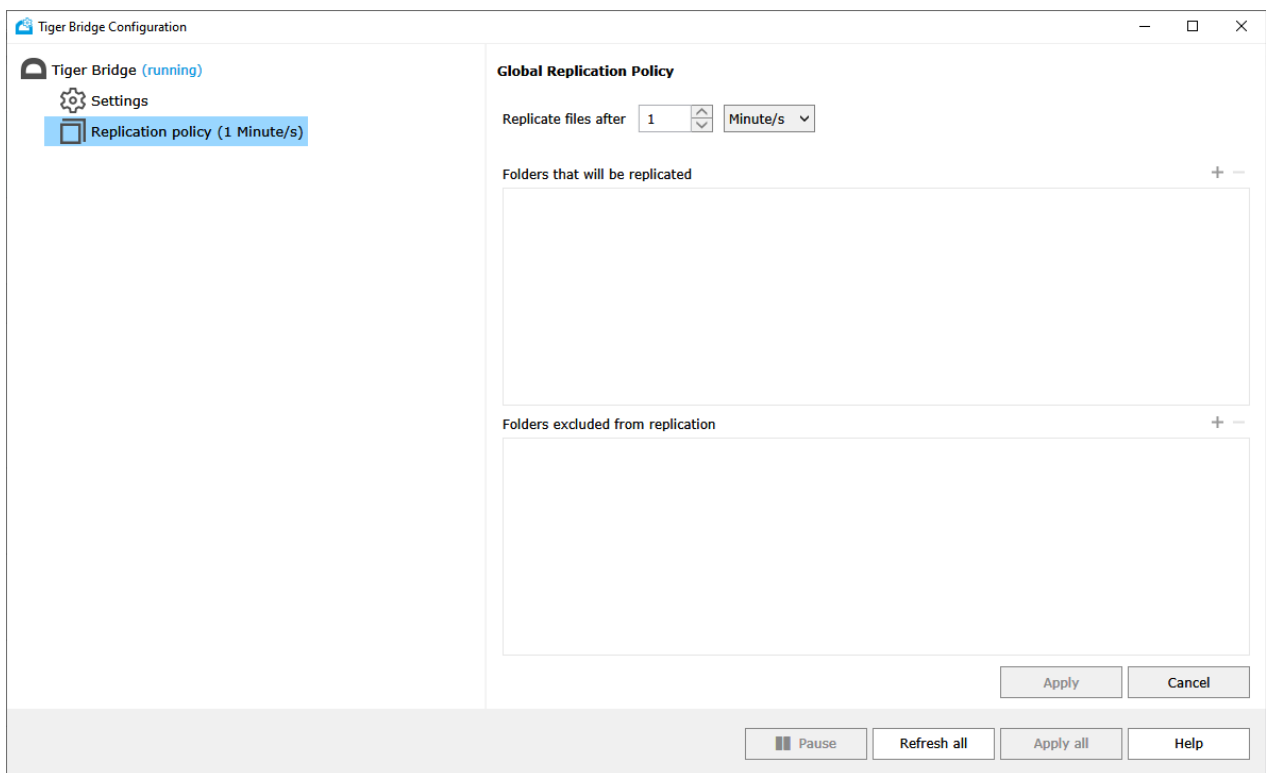 Tiger Bridge Configuration
Tiger Bridge (running)
Settings
Replication policy (1 Minute/s)
Global Replication Policy
Replicate files after 1 Minute/s
Folders that will be replicated
Folders excluded from replication
Apply Cancel
Pause Refresh all Apply all Help